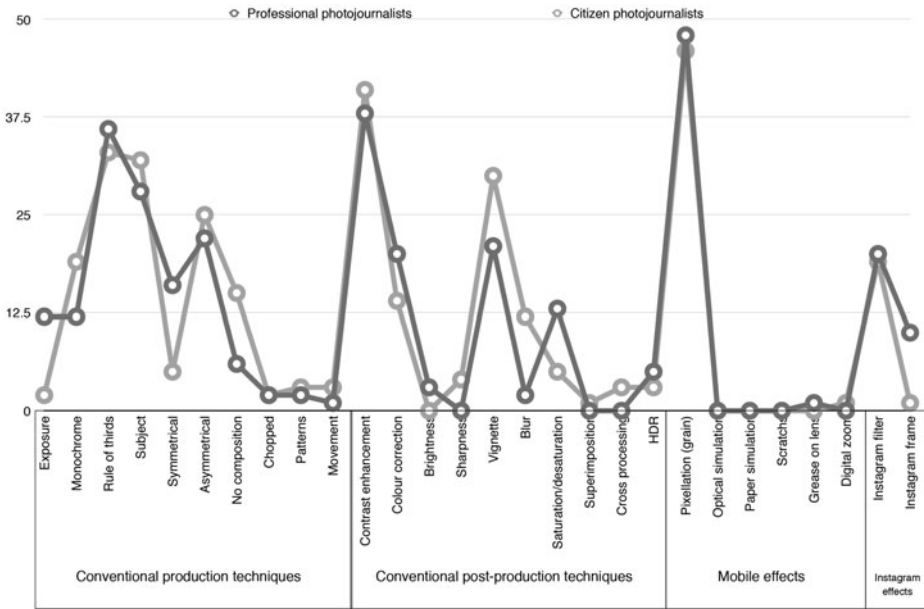 Professional photojournalists
Citizen photojournalists
50
37.5
25
12.5
0
Exposure
Monochrome
Rule of thirds
Subject
Symmetrical
Asymmetrical
No composition
Chopped
Patterns
Movement
Contrast enhancement
Colour correction
Brightness
Sharpness
Vignette
Blur
Saturation/desaturation
Superimposition
Cross processing
HDR
Pixellation (grain)
Optical simulation
Paper simulation
Scratchs
Grease on lens
Digital zoom
Instagram filter
Instagram frame
Conventional production techniques
Conventional post-production techniques
Mobile effects
Instagram
effects